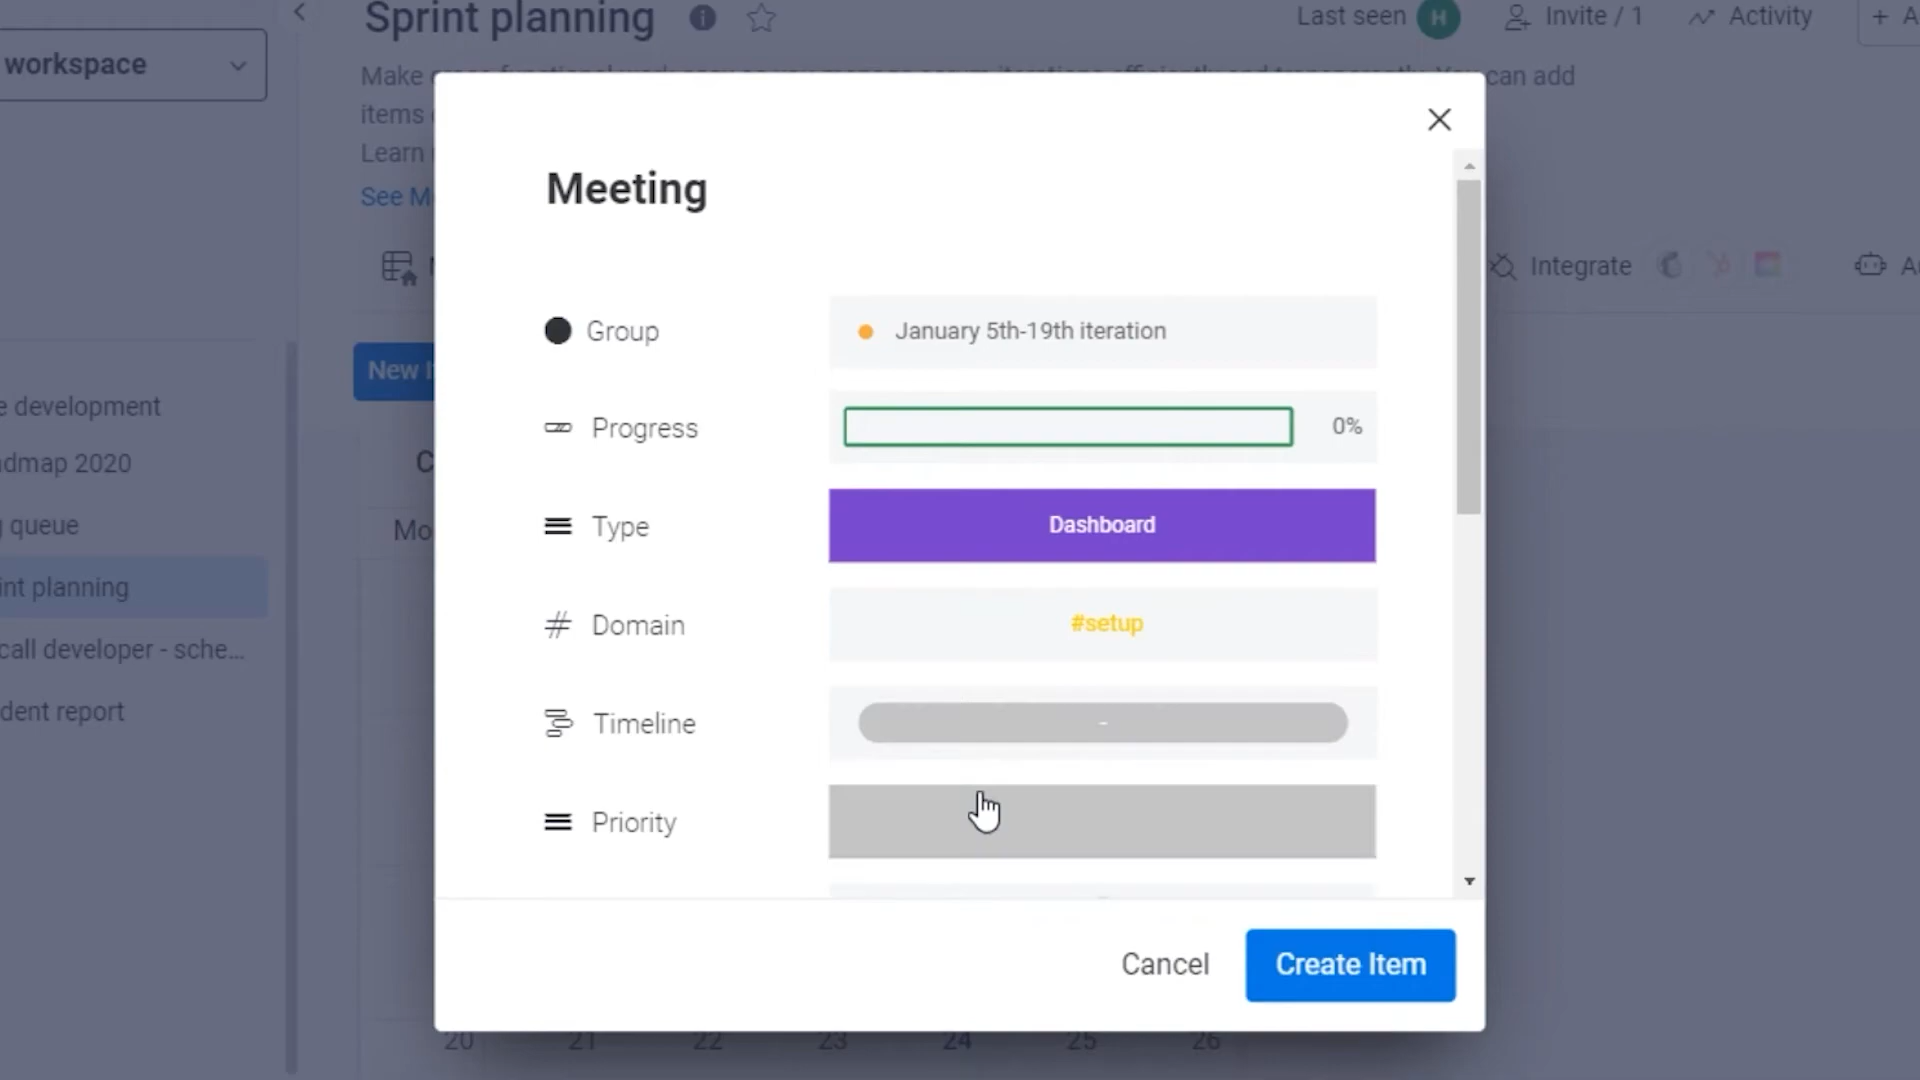 Sprint planning
Last seen H Invite / 1 Activity + A
workspace
Make
can add
items
Learn
See M
Meeting
Integrate
Group January 5th-19th iteration
New I
Progress 0%
e development
admap 2020
Type Dashboard
queue
Mo
int planning
Domain #setup
call developer - sche...
dent report
Timeline -
Priority
Cancel Create Item
20 21 22 23 24 25 26